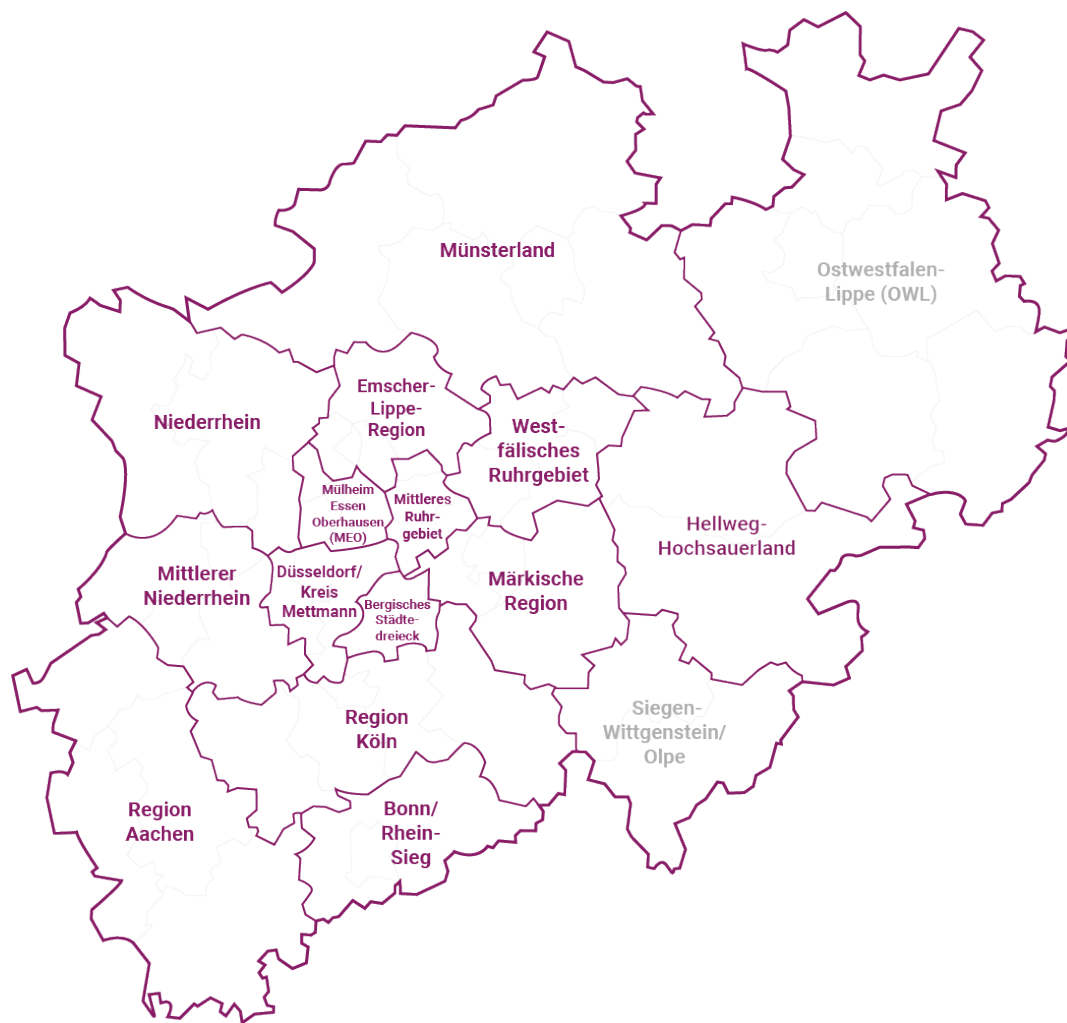 Münsterland
Ostwestfalen-
Lippe (OWL)
Emscher-
Lippe-
Region
Niederrhein
West-
fälisches
Ruhrgebiet
Mülheim
Essen
Oberhausen
(MEO)
Mittleres
Ruhr-
gebiet
Hellweg-
Hochsauerland
Mittlerer
Niederrhein
Düsseldorf/
Kreis
Mettmann
Märkische
Region
Bergisches
Städte-
dreieck
Region
Köln
Siegen-
Wittgenstein/
Olpe
Region
Aachen
Bonn/
Rhein-
Sieg